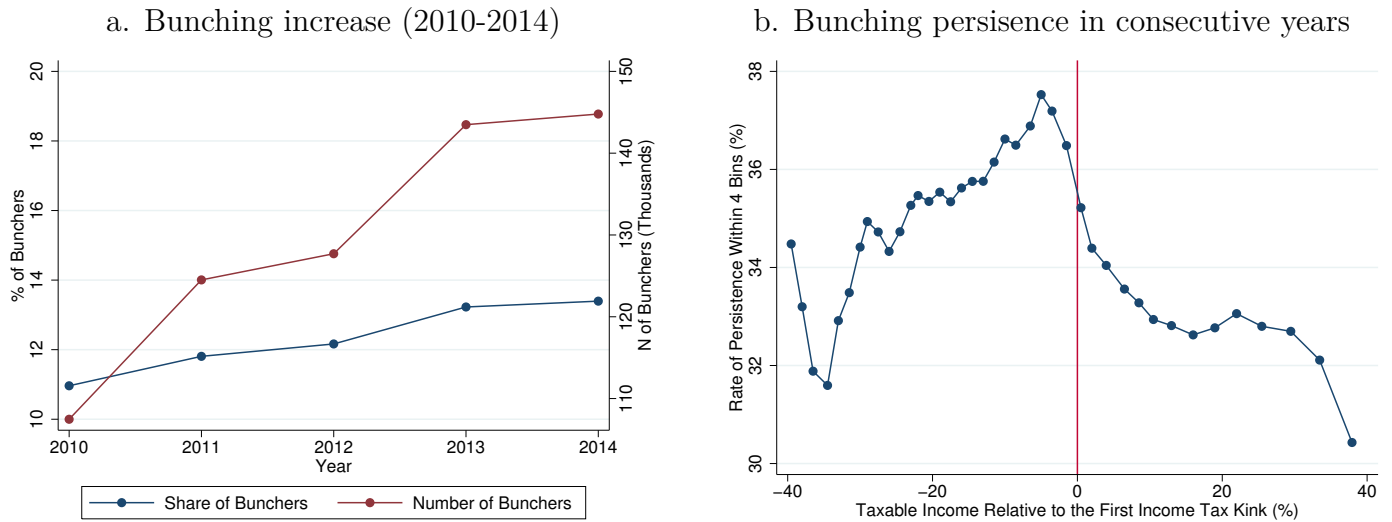 a. Bunching increase (2010-2014)
20
18
16
14
12
10
% of Bunchers
150
140
130
120
110
N of Bunchers (Thousands)
2010 2011 2012 2013 2014
Year
Share of Bunchers Number of Bunchers
b. Bunching persisence in consecutive years
38
36
34
32
30
Rate of Persistence Within 4 Bins (%)
−40 −20 0 20 40
Taxable Income Relative to the First Income Tax Kink (%)